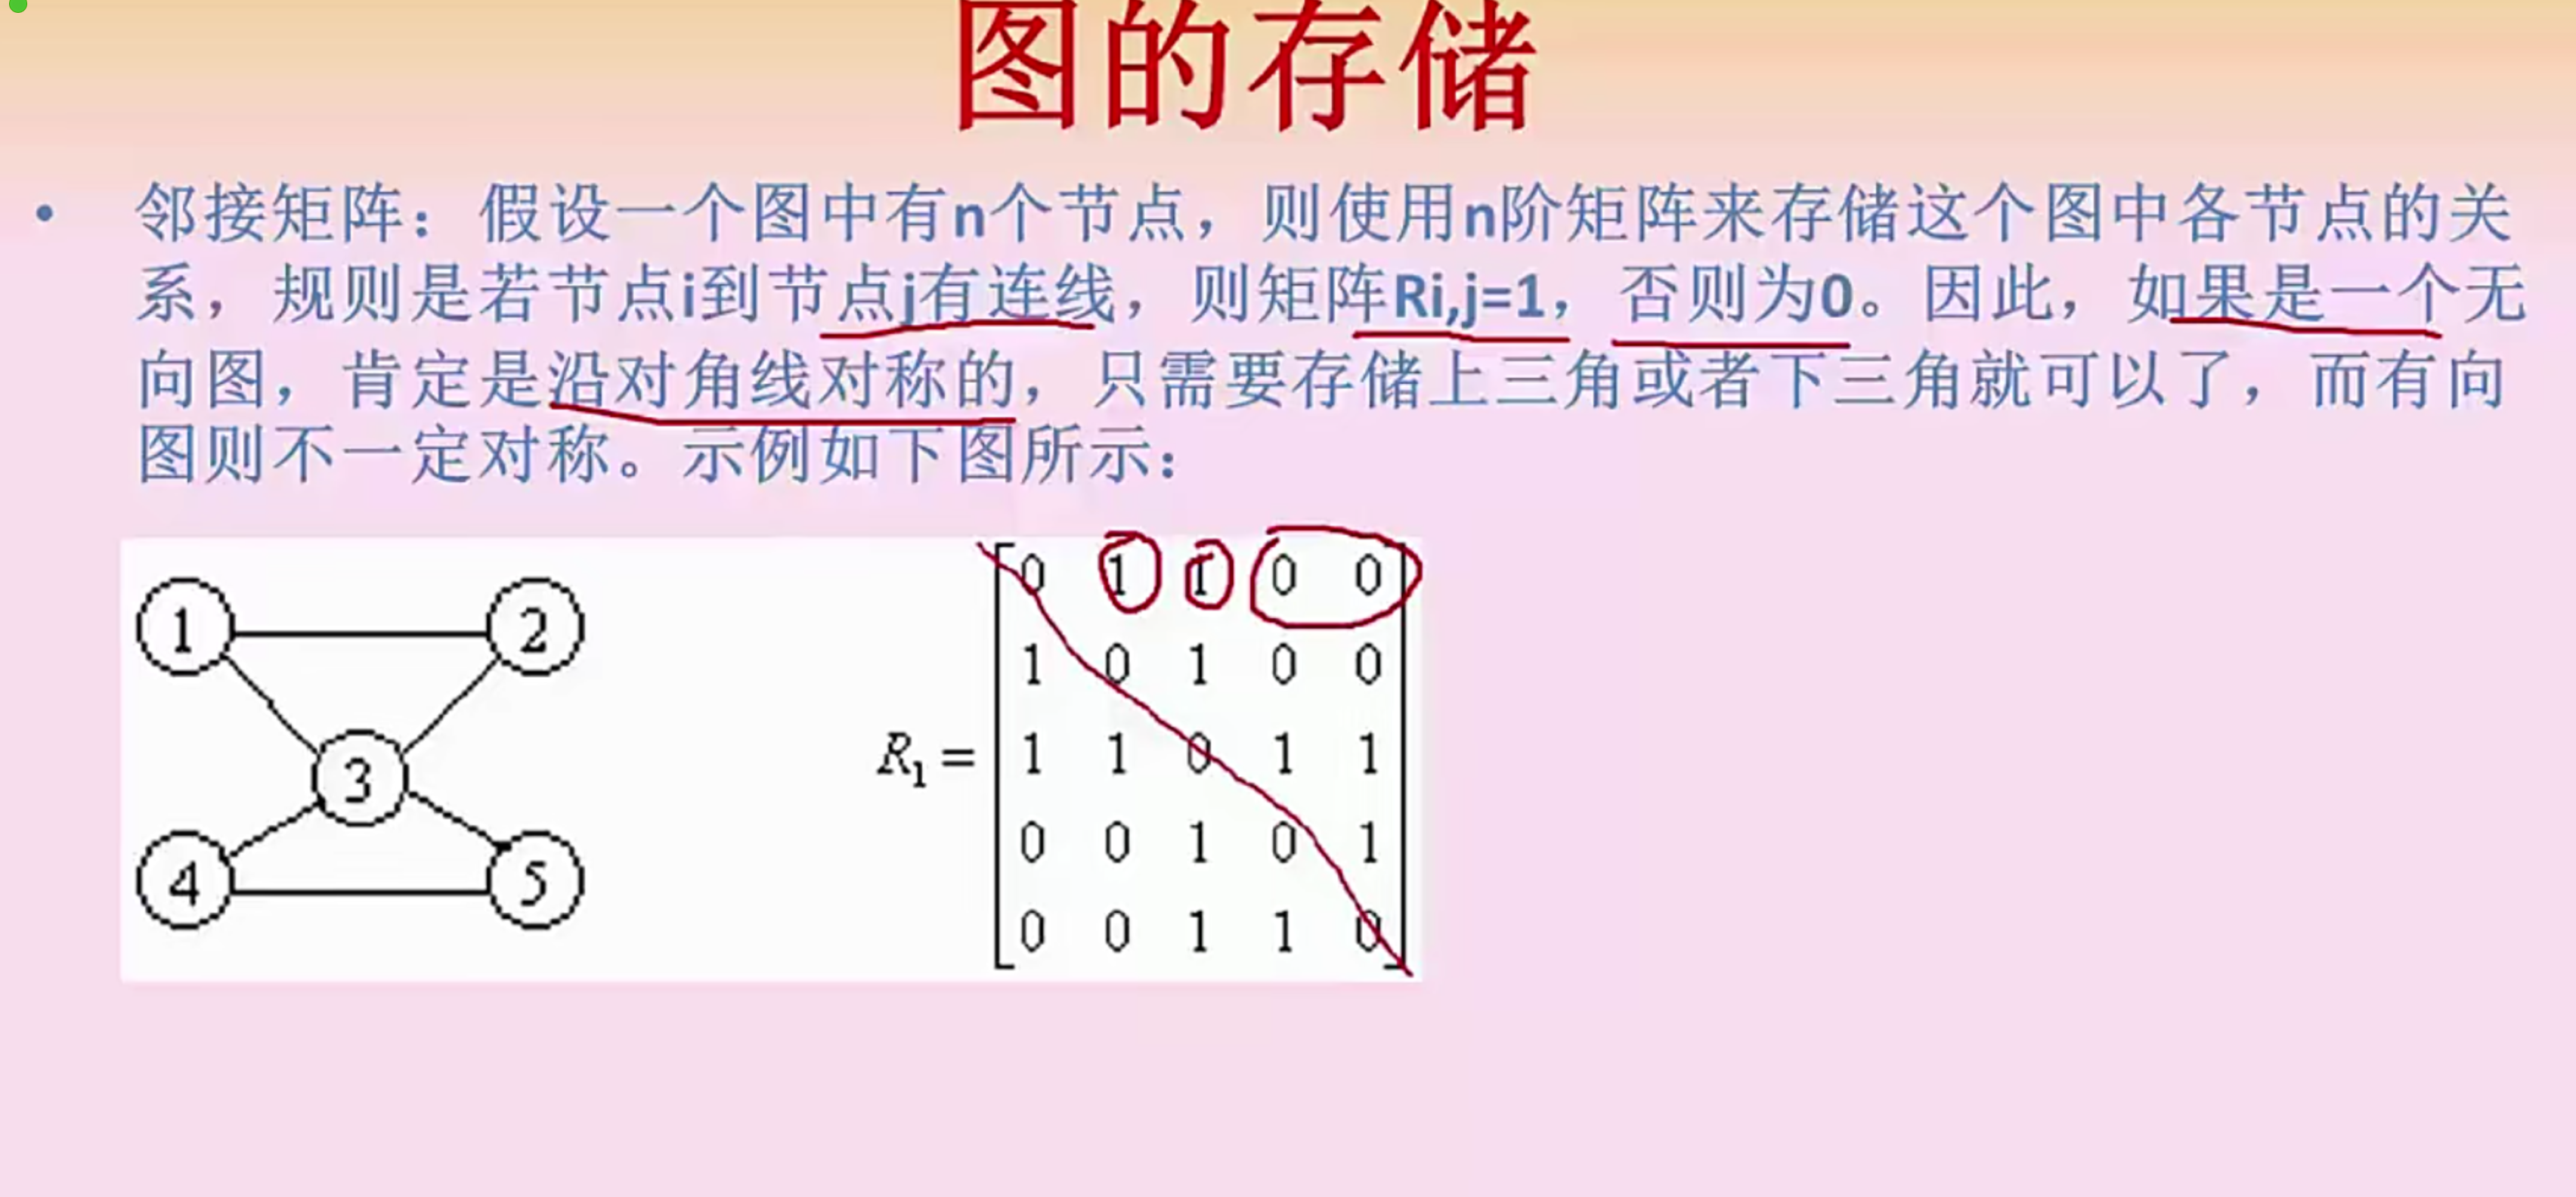 图的存储
• 邻接矩阵：假设一个图中有n个节点，则使用n阶矩阵来存储这个图中各节点的关
系，规则是若节点i到节点j有连线，则矩阵Ri,j=1，否则为0。因此，如果是一个无
向图，肯定是沿对角线对称的，只需要存储上三角或者下三角就可以了，而有向
图则不一定对称。示例如下图所示：
1 2
3
4 5
0 1 1 0 0
1 0 1 0 0
R₁ = 1 1 0 1 1
0 0 1 0 1
0 0 1 1 0